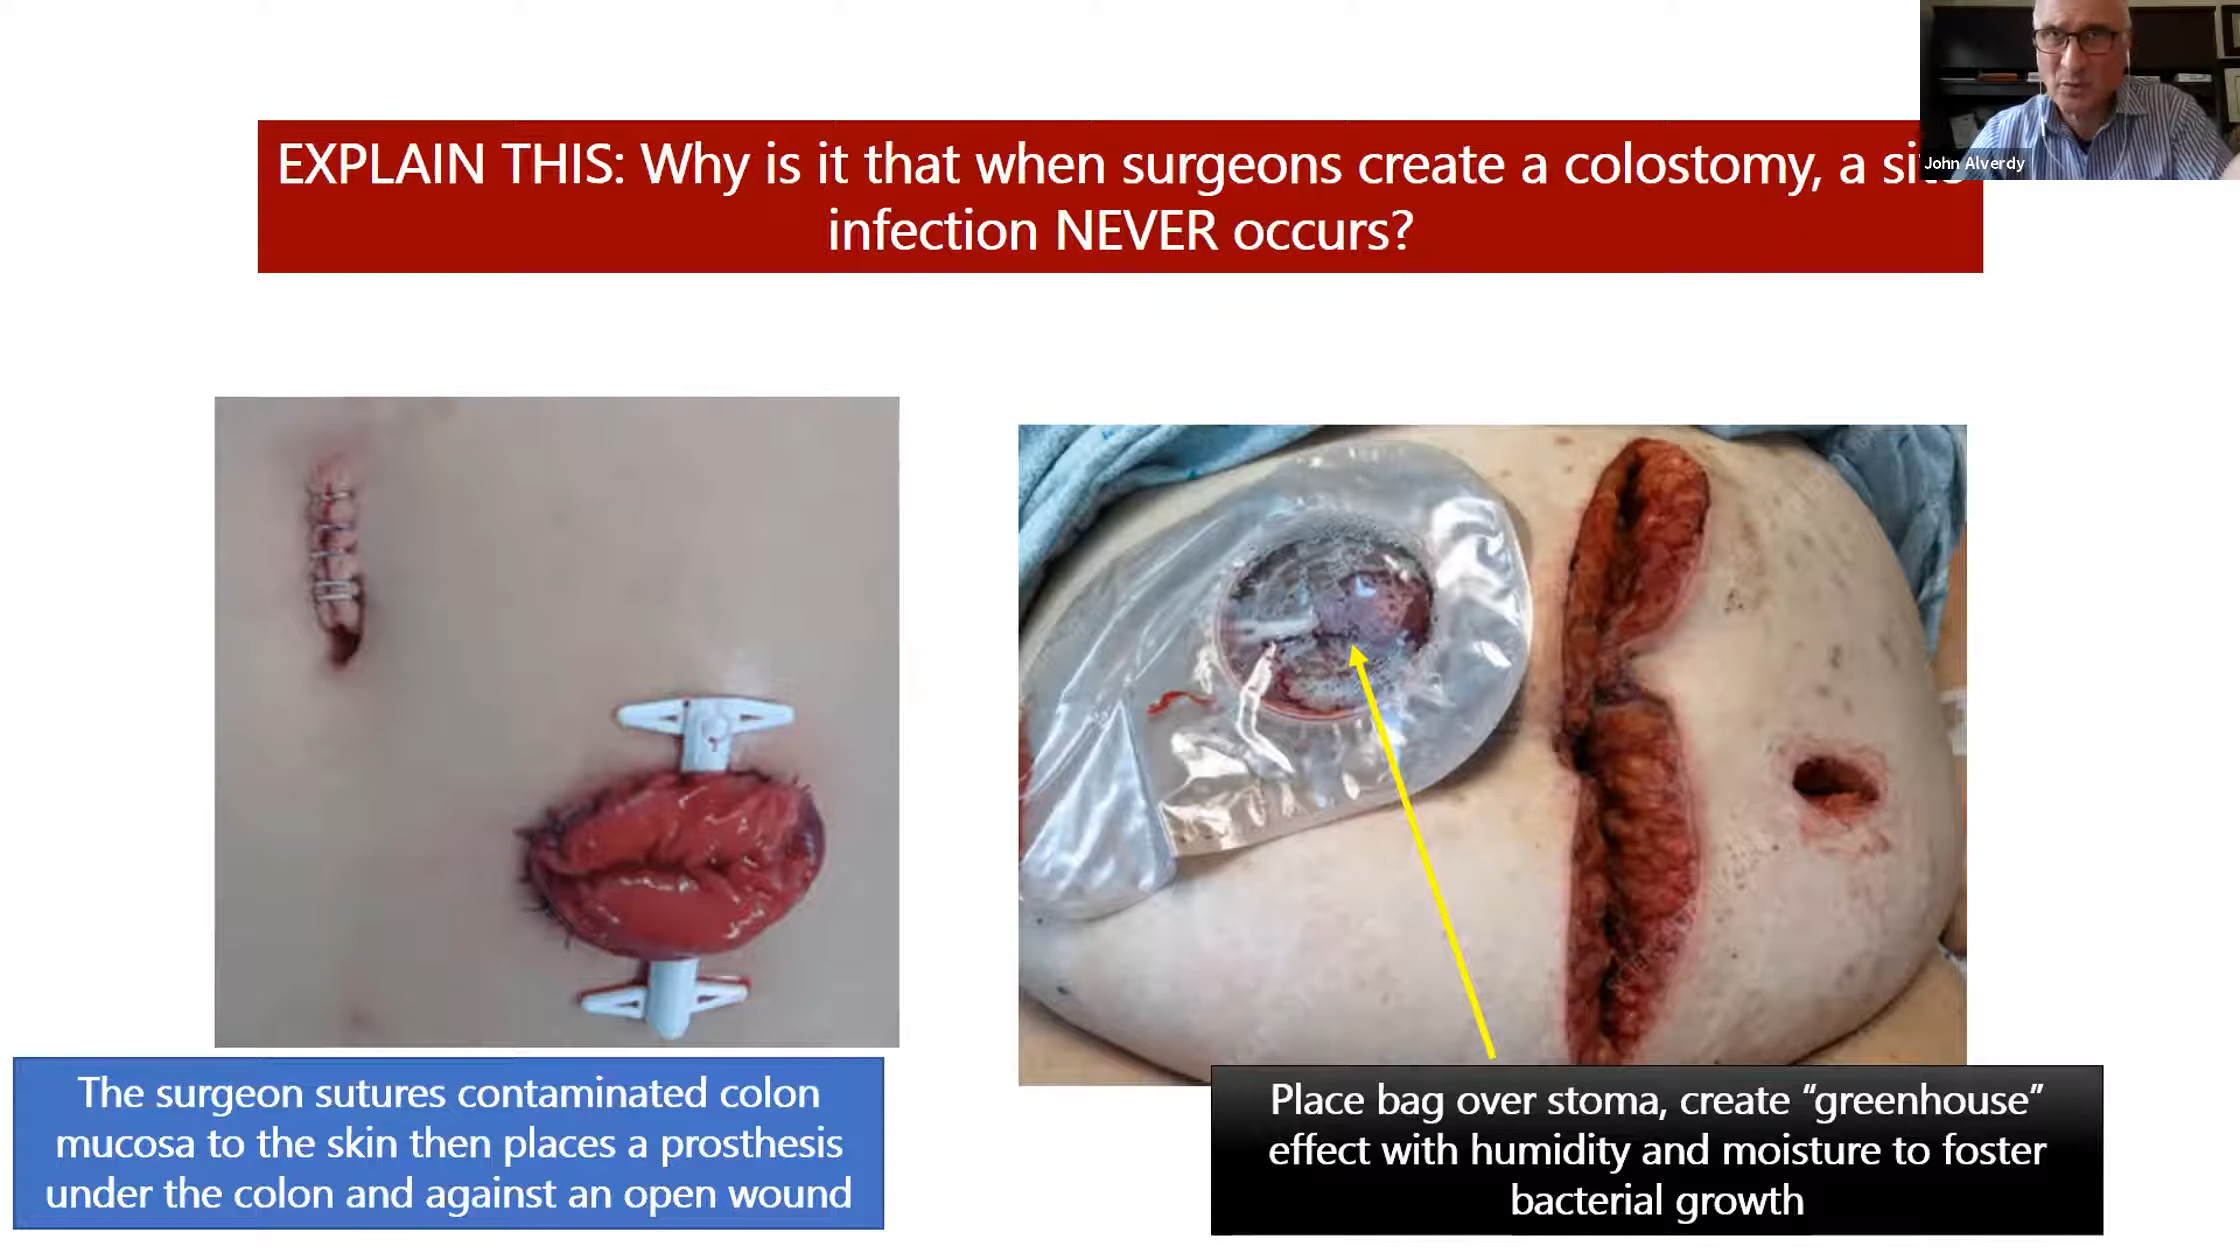 John Alverdy
EXPLAIN THIS: Why is it that when surgeons create a colostomy, a site
infection NEVER occurs?
The surgeon sutures contaminated colon
mucosa to the skin then places a prosthesis
under the colon and against an open wound
Place bag over stoma, create “greenhouse”
effect with humidity and moisture to foster
bacterial growth